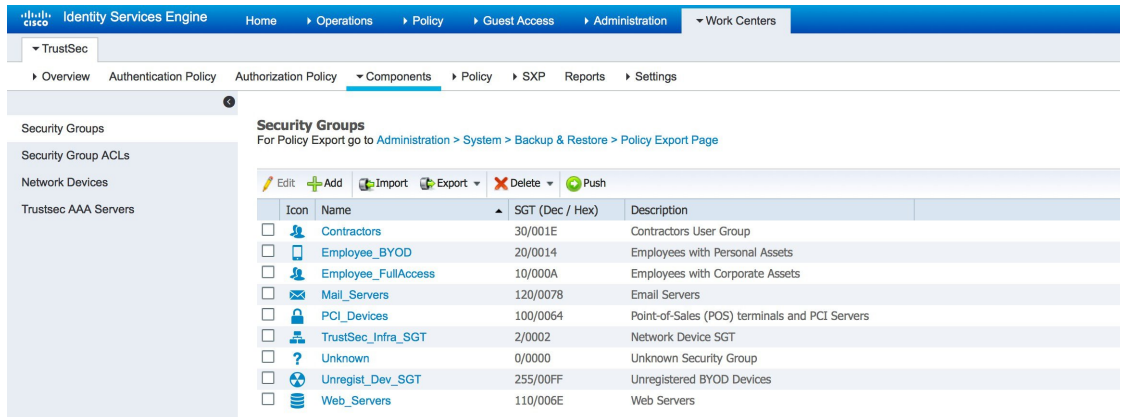 cisco Identity Services Engine Home Operations Policy Guest Access Administration Work Centers
TrustSec
Overview Authentication Policy Authorization Policy Components Policy SXP Reports Settings
Security Groups
Security Group ACLs
Network Devices
Trustsec AAA Servers
Security Groups
For Policy Export go to Administration > System > Backup & Restore > Policy Export Page
Edit Add Import Export Delete Push
Icon Name SGT (Dec / Hex) Description
Contractors 30/001E Contractors User Group
Employee_BYOD 20/0014 Employees with Personal Assets
Employee_FullAccess 10/000A Employees with Corporate Assets
Mail_Servers 120/0078 Email Servers
PCI_Devices 100/0064 Point-of-Sales (POS) terminals and PCI Servers
TrustSec_Infra_SGT 2/0002 Network Device SGT
? Unknown 0/0000 Unknown Security Group
Unregist_Dev_SGT 255/00FF Unregistered BYOD Devices
Web_Servers 110/006E Web Servers